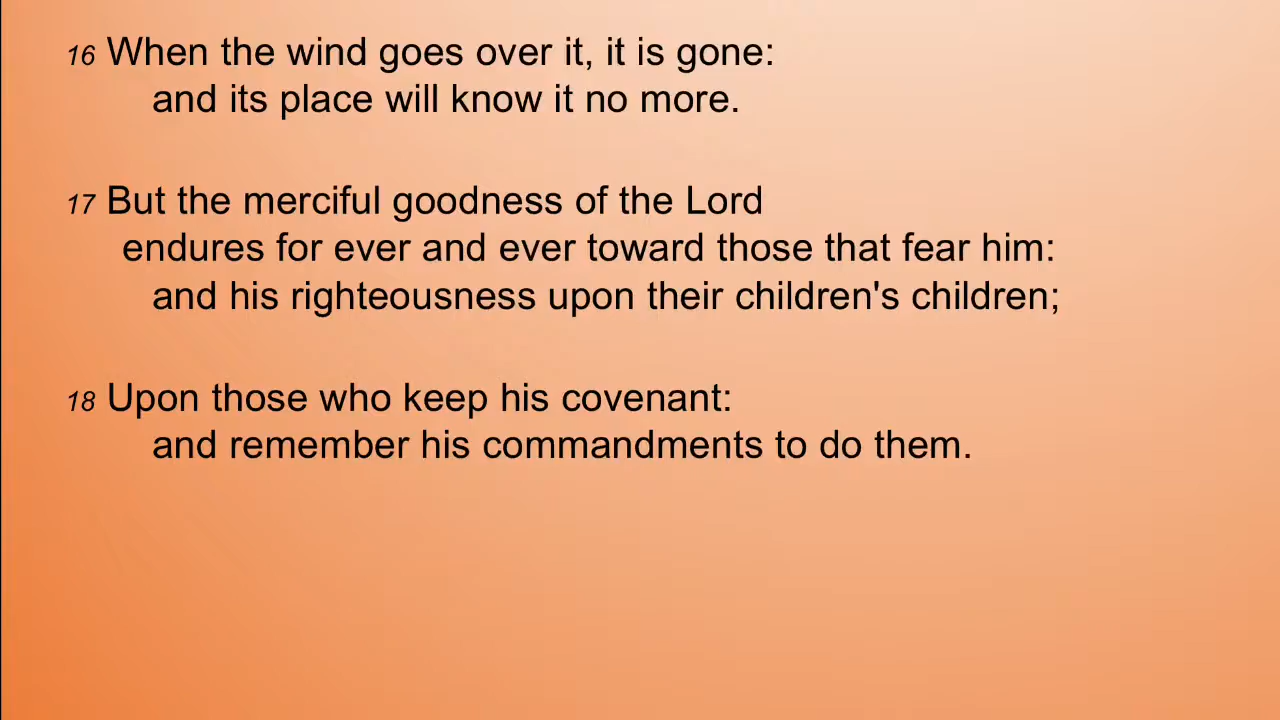 16 When the wind goes over it, it is gone:
and its place will know it no more.
17 But the merciful goodness of the Lord
endures for ever and ever toward those that fear him:
and his righteousness upon their children's children;
18 Upon those who keep his covenant:
and remember his commandments to do them.